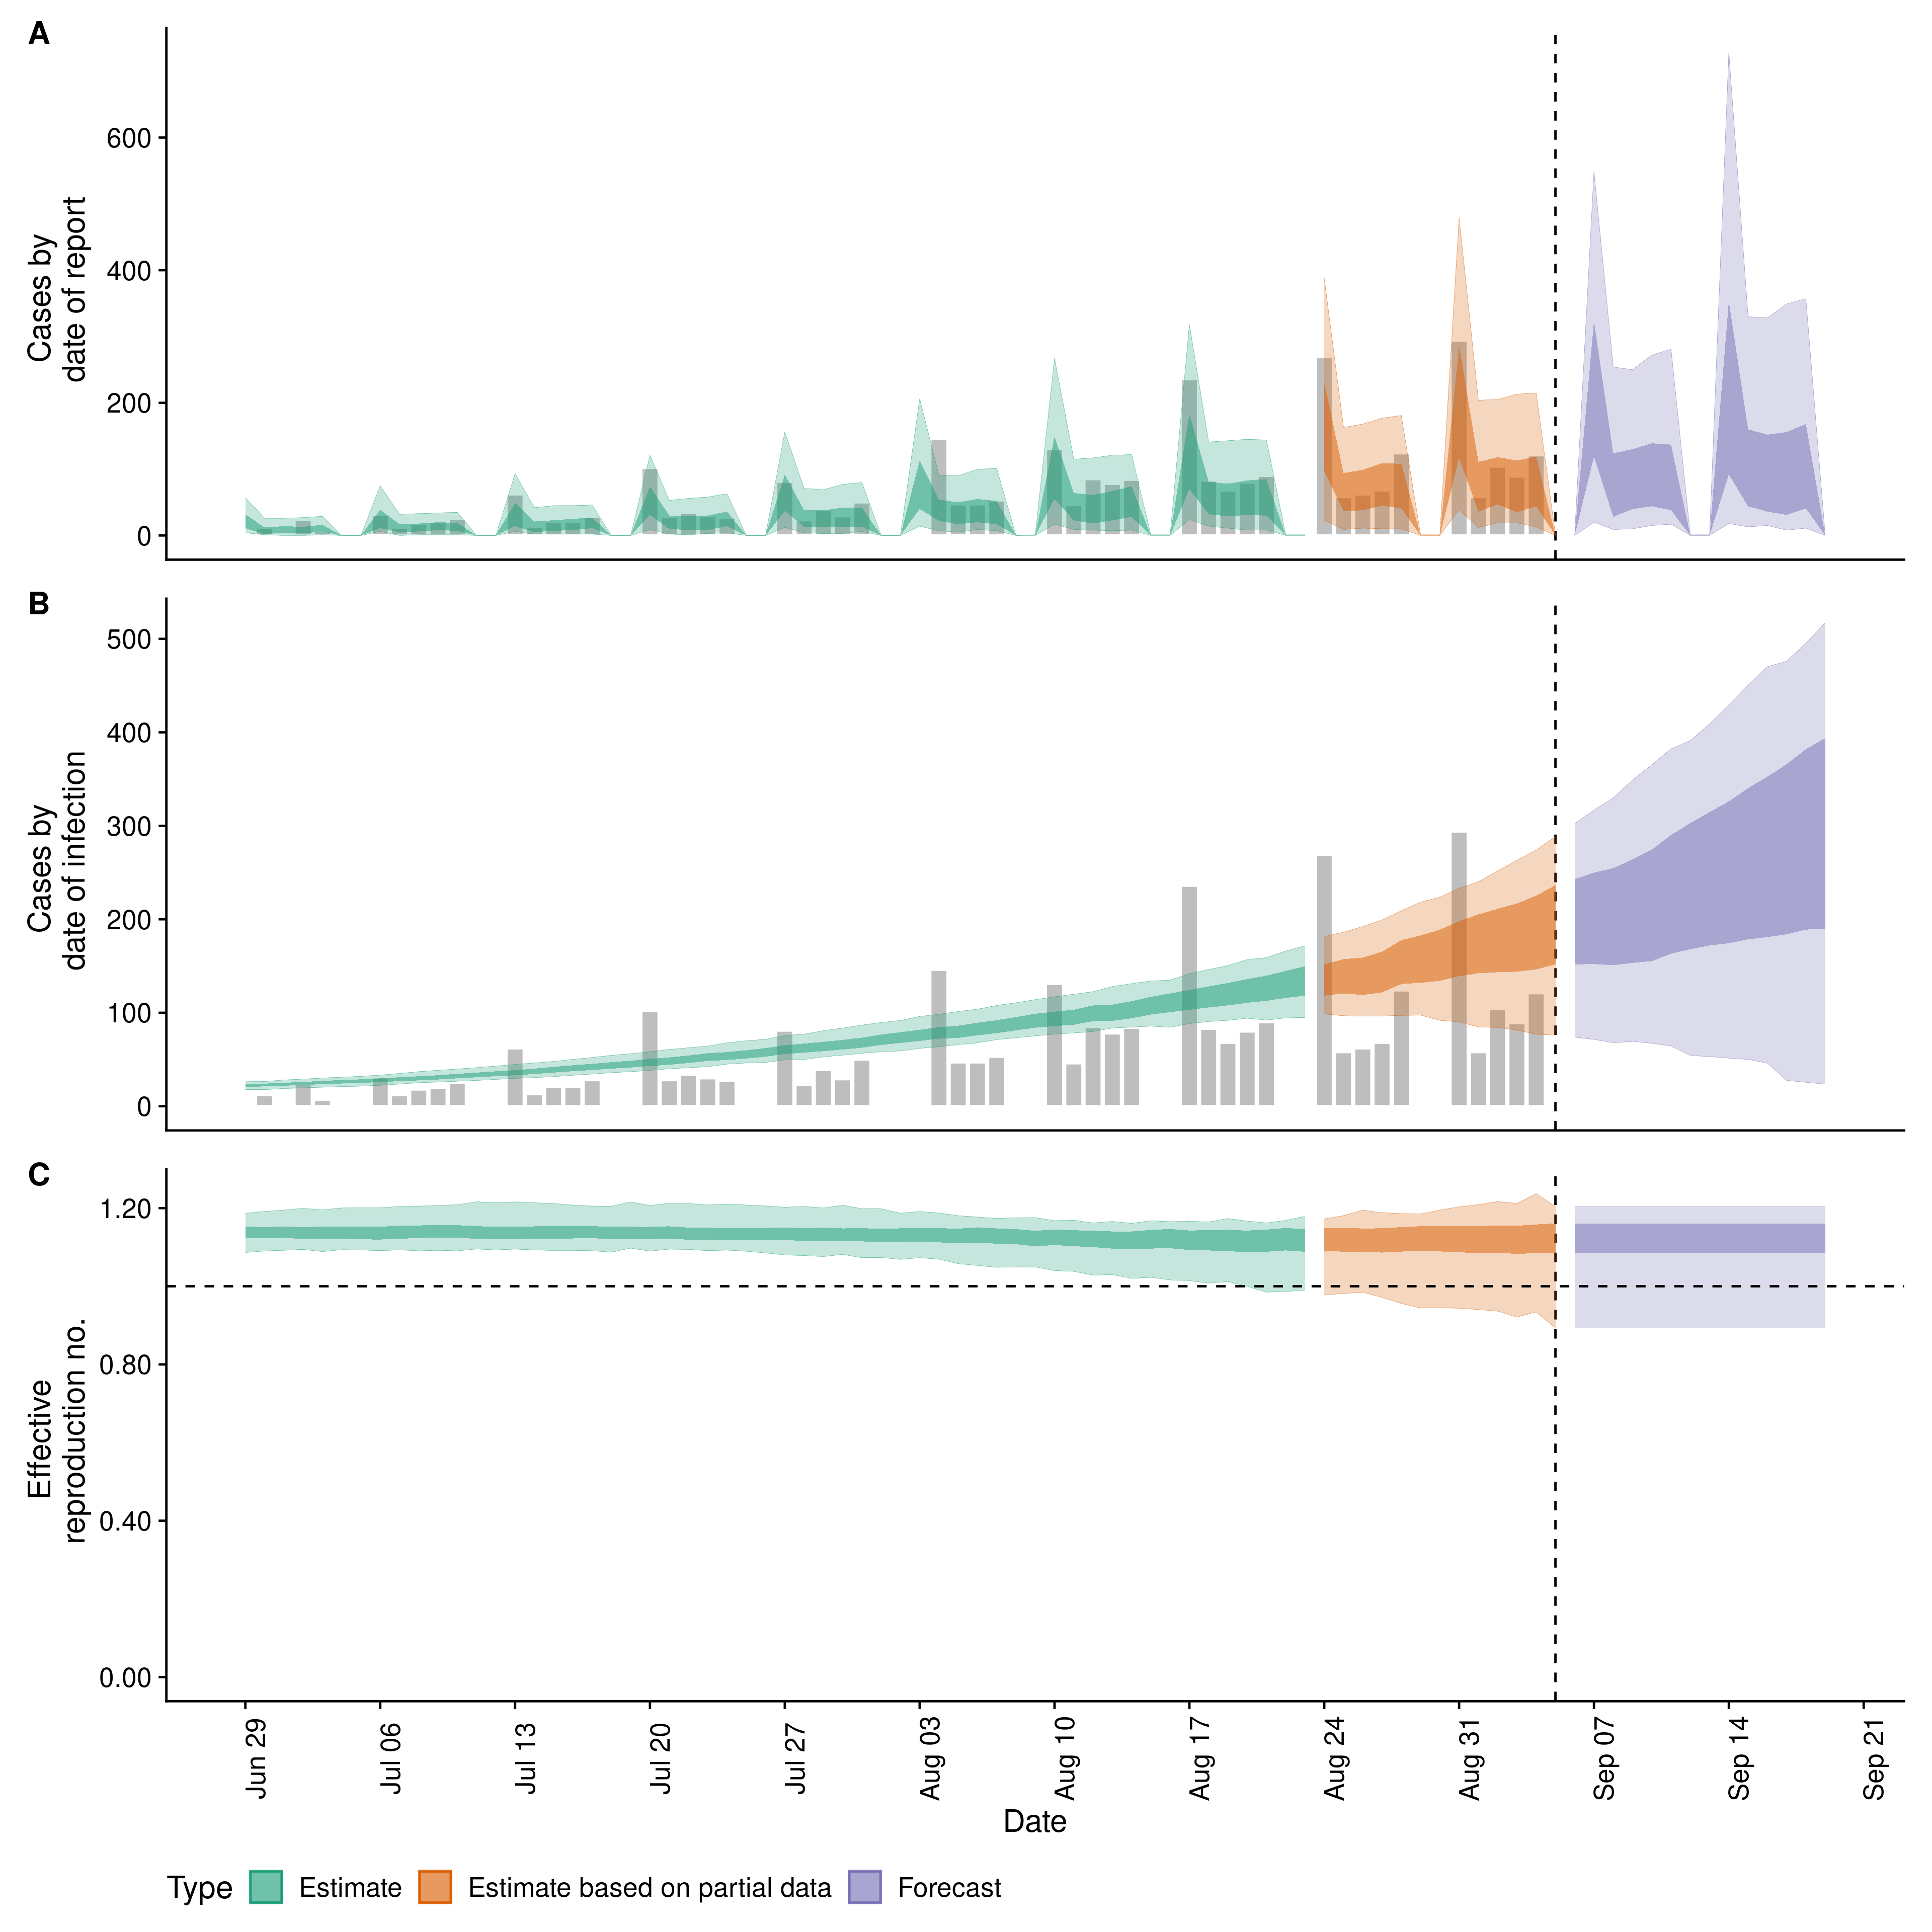 A
Cases by
date of report
600
400
200
0
B
Cases by
date of infection
500
400
300
200
100
0
C
Effective
reproduction no.
1.20
0.80
0.40
0.00
Jun 29
Jul 06
Jul 13
Jul 20
Jul 27
Aug 03
Aug 10
Aug 17
Aug 24
Aug 31
Sep 07
Sep 14
Sep 21
Date
Type Estimate Estimate based on partial data Forecast